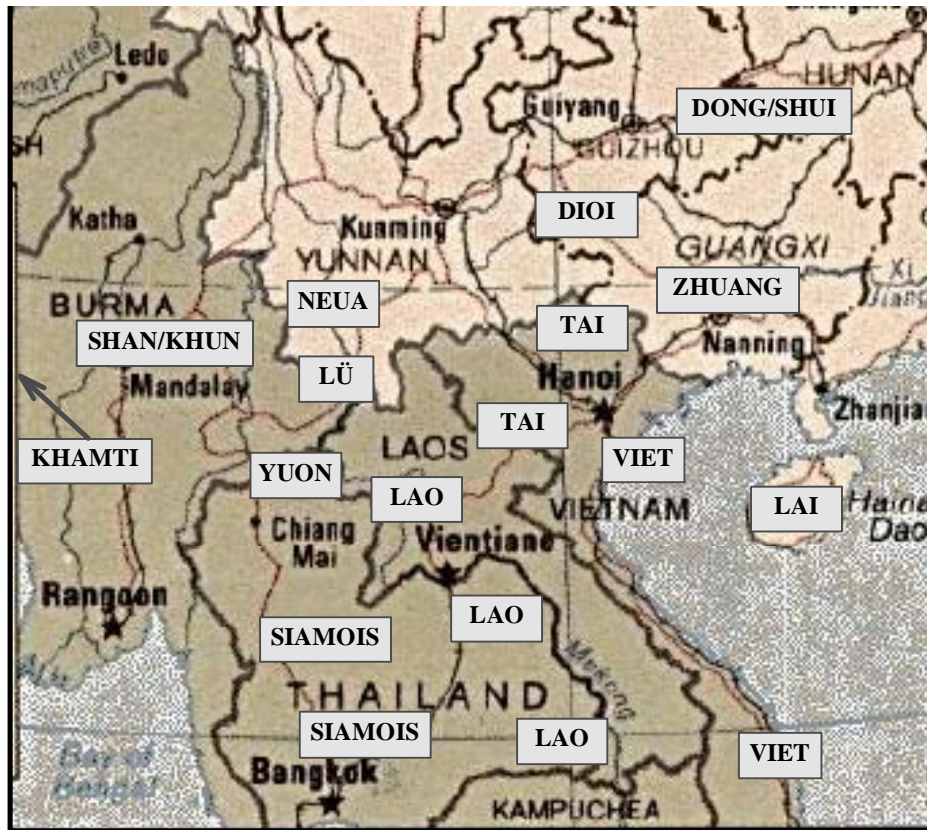 Ledo
HUNAN
Guiyang
DONG/SHUI
GUIZHOU
Katha
Kunming
DIOI
YUNNAN
GUANGXI
NEUA
ZHUANG
BURMA
SHAN/KHUN
TAI
Nanning
LÜ
Hanoi
Mandalay
Zhanjia
TAI
LAOS
KHAMTI
YUON
VIET
LAO
VIETNAM
LAI
Chiang
Mai
Dao
Vientiane
Rangoon
LAO
SIAMOIS
Mekong
THAILAND
SIAMOIS
LAO
VIET
Bay of
Bengal
Bangkok
KAMPUCHEA